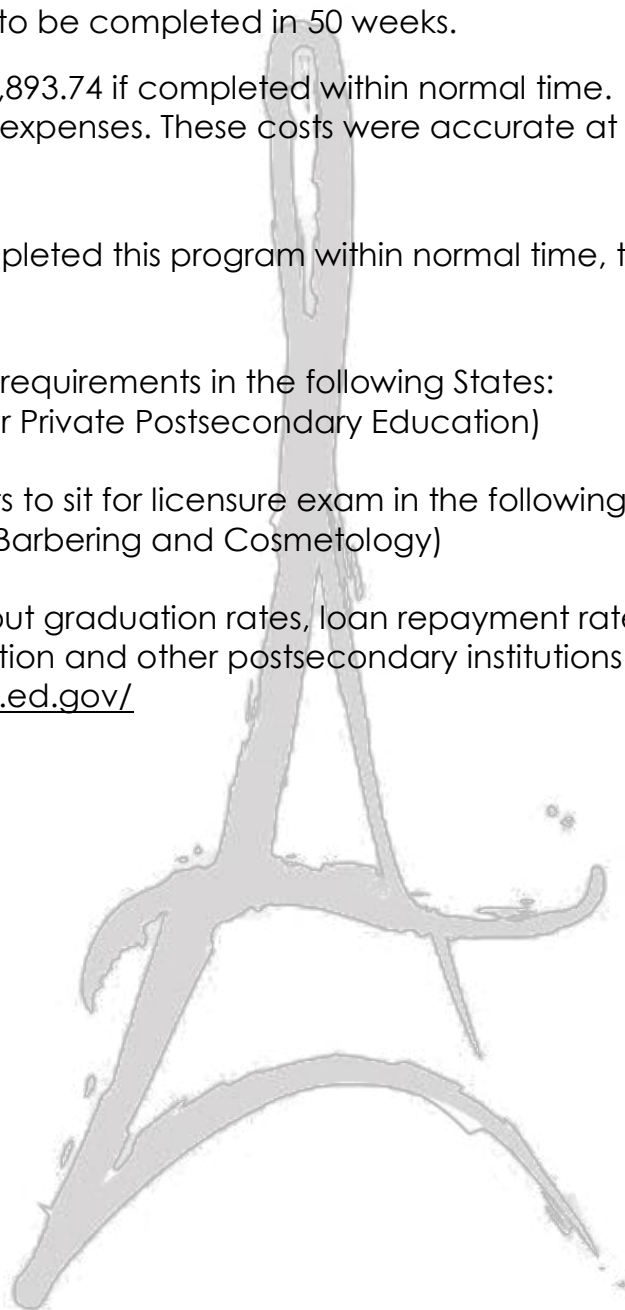 to be completed in 50 weeks.
,893.74 if completed within normal time.
expenses. These costs were accurate at
pleted this program within normal time, t
requirements in the following States:
r Private Postsecondary Education)
s to sit for licensure exam in the following
Barbering and Cosmetology)
out graduation rates, loan repayment rate
tion and other postsecondary institutions
.ed.gov/